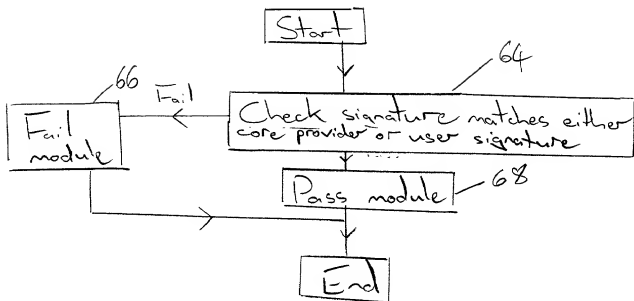 Start
64
66
Fail
Check signature matches either
core provider or user signature
Fail
module
Pass module
68
End